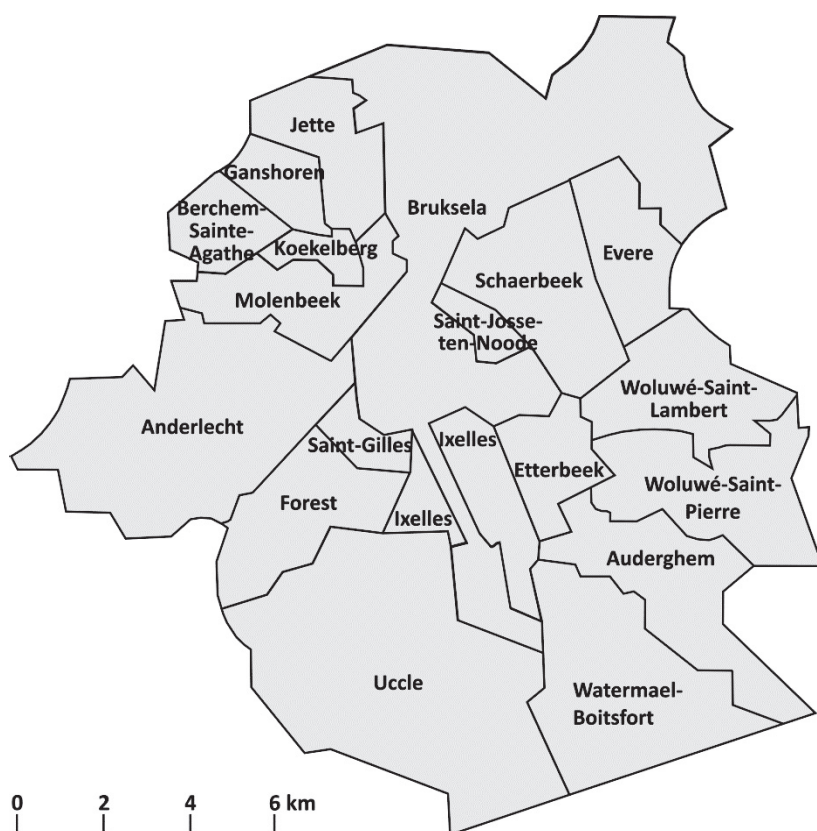 Jette
Ganshoren
Berchem-
Sainte-
Agathe
Koekelberg
Molenbeek
Bruksela
Evere
Schaerbeek
Saint-Josse-
ten-Noode
Woluwé-Saint-
Lambert
Anderlecht
Saint-Gilles
Ixelles
Etterbeek
Woluwé-Saint-
Pierre
Forest
Ixelles
Auderghem
Uccle
Watermael-
Boitsfort
0 2 4 6 km